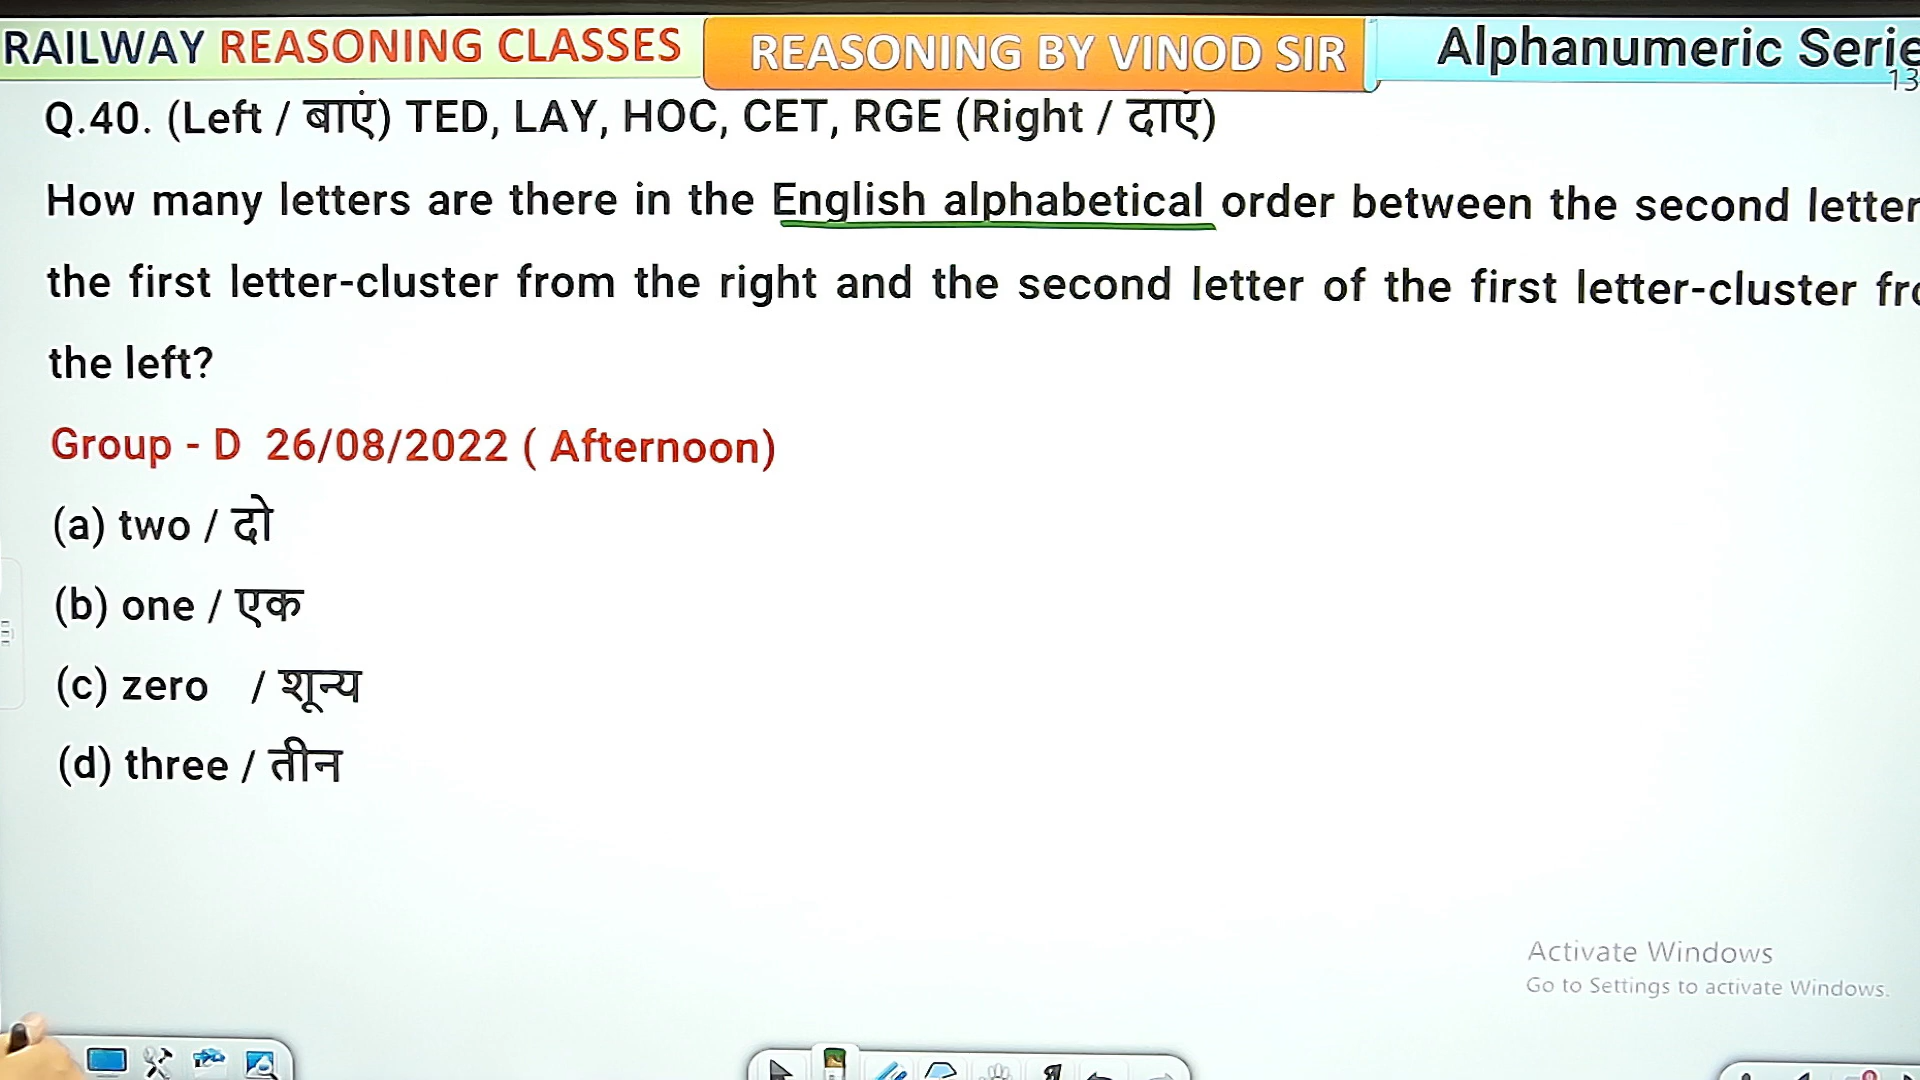 RAILWAY REASONING CLASSES REASONING BY VINOD SIR Alphanumeric Serie
13
Q.40. (Left / बाएं) TED, LAY, HOC, CET, RGE (Right / दाएं)
How many letters are there in the English alphabetical order between the second letter
the first letter-cluster from the right and the second letter of the first letter-cluster fro
the left?
Group - D 26/08/2022 ( Afternoon)
(a) two / दो
(b) one / एक
(c) zero / शून्य
(d) three / तीन
Activate Windows
Go to Settings to activate Windows.